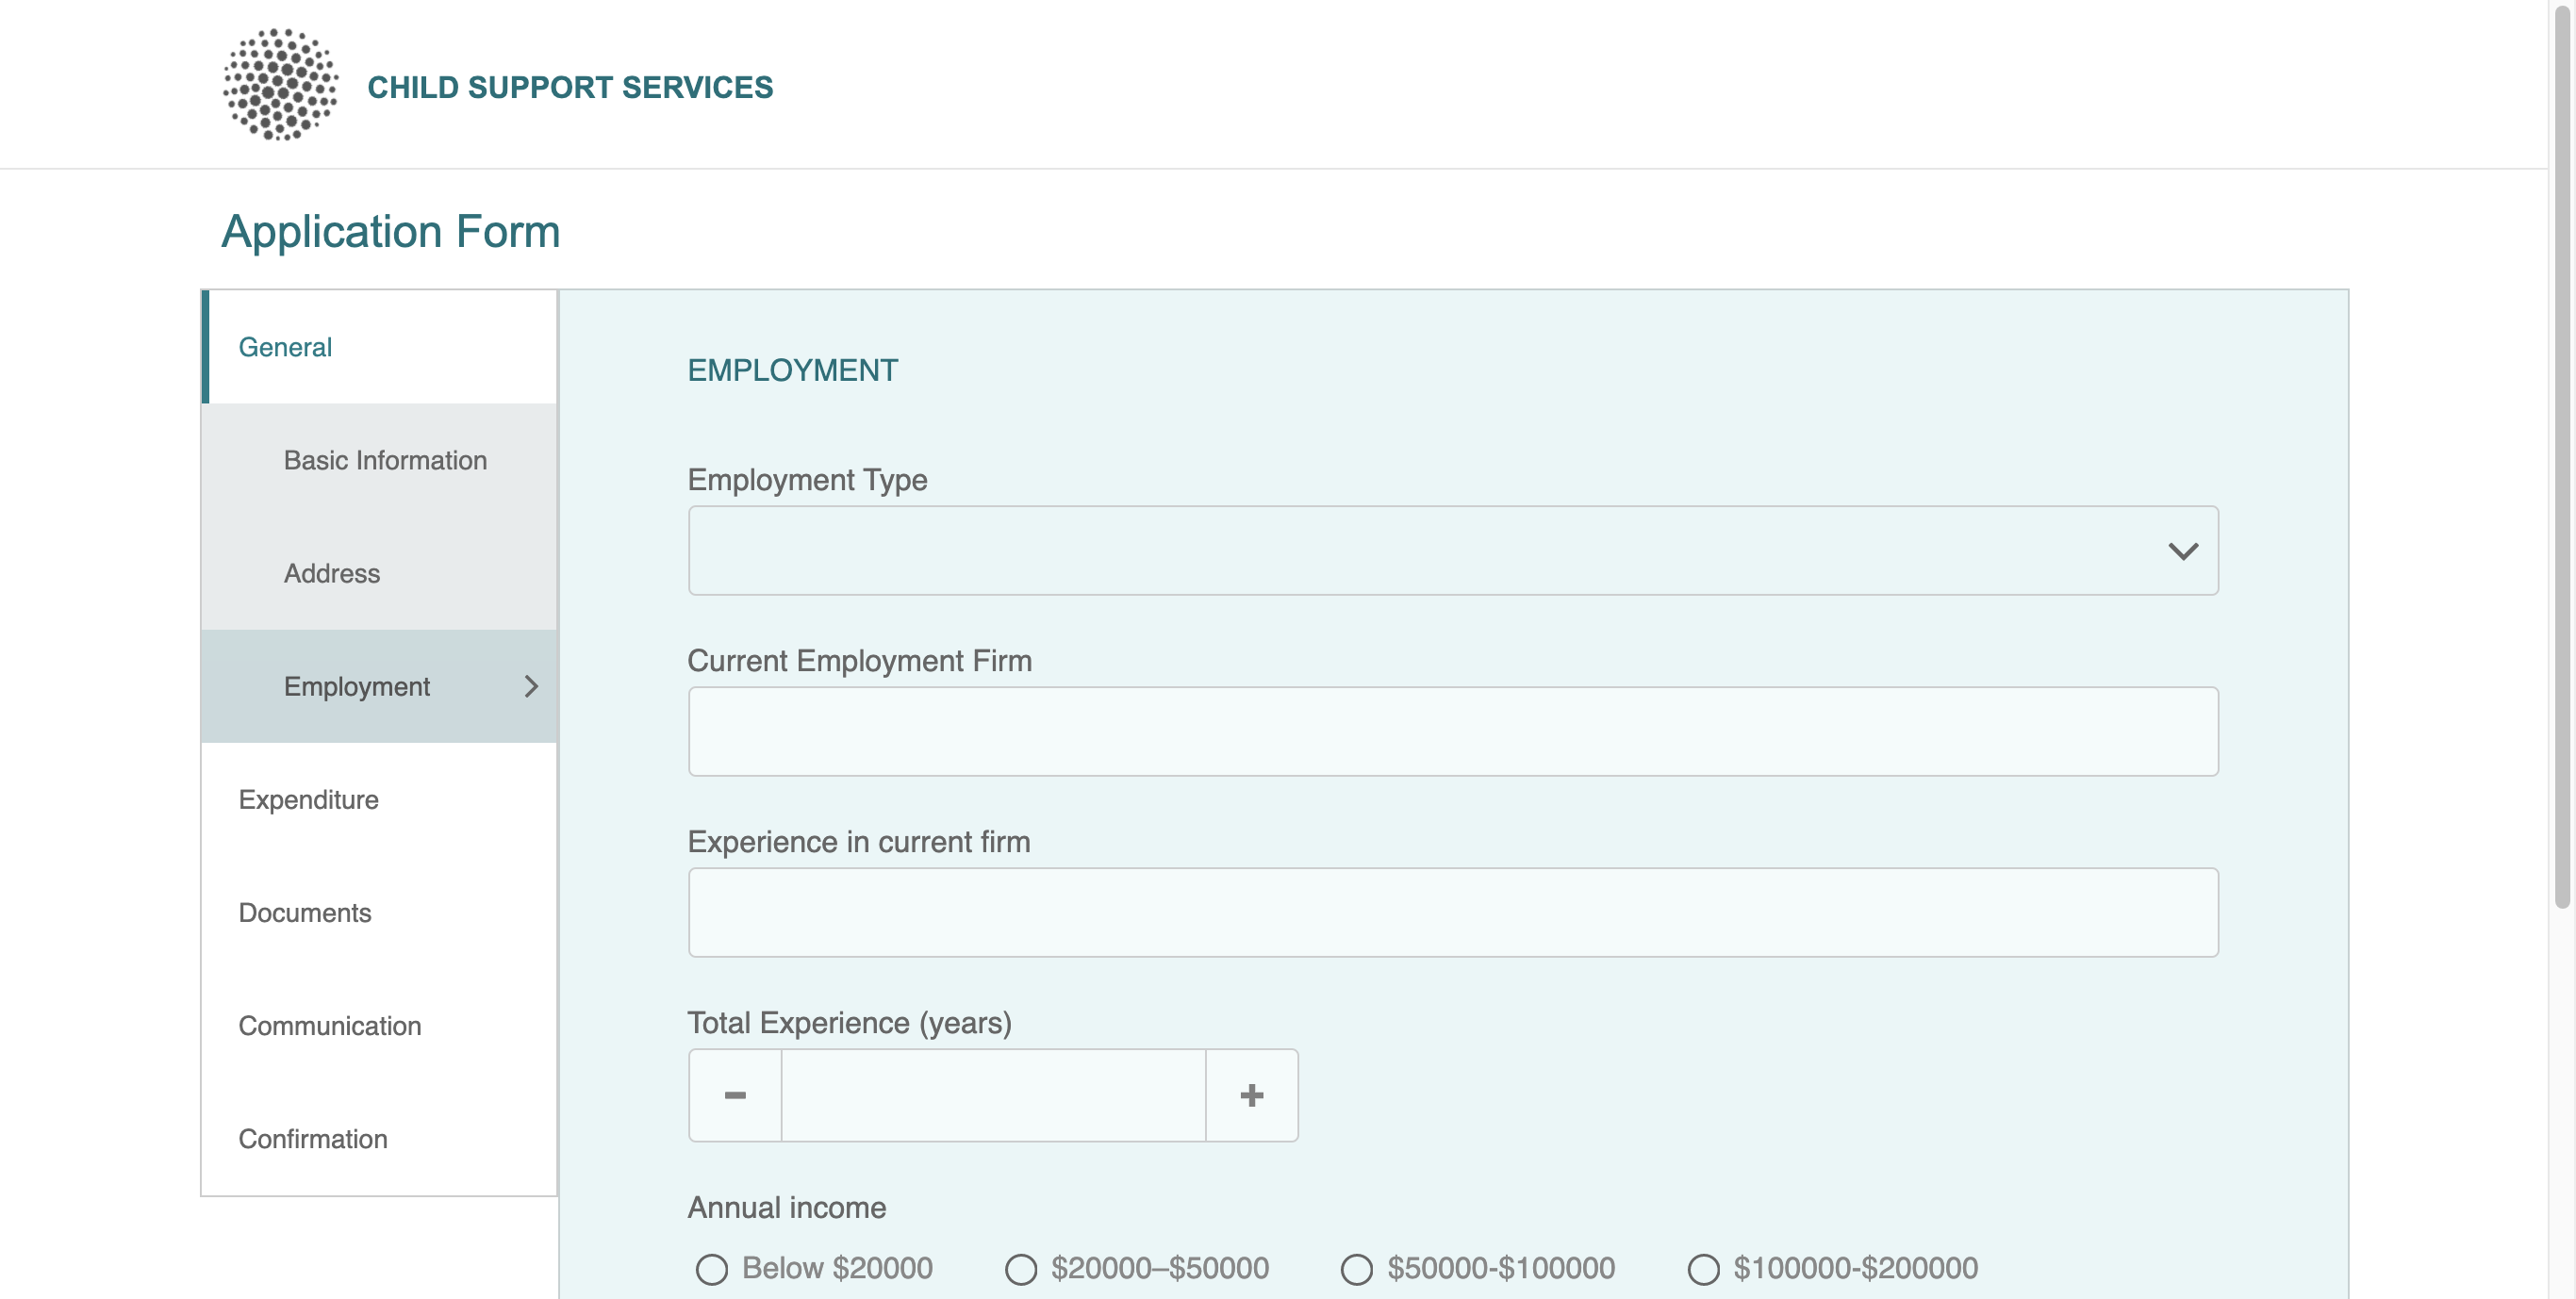 CHILD SUPPORT SERVICES
Application Form
General
Basic Information
Address
Employment
Expenditure
Documents
Communication
Confirmation
EMPLOYMENT
Employment Type
Current Employment Firm
Experience in current firm
Total Experience (years)
Annual income
Below $20000 $20000–$50000 $50000-$100000 $100000-$200000